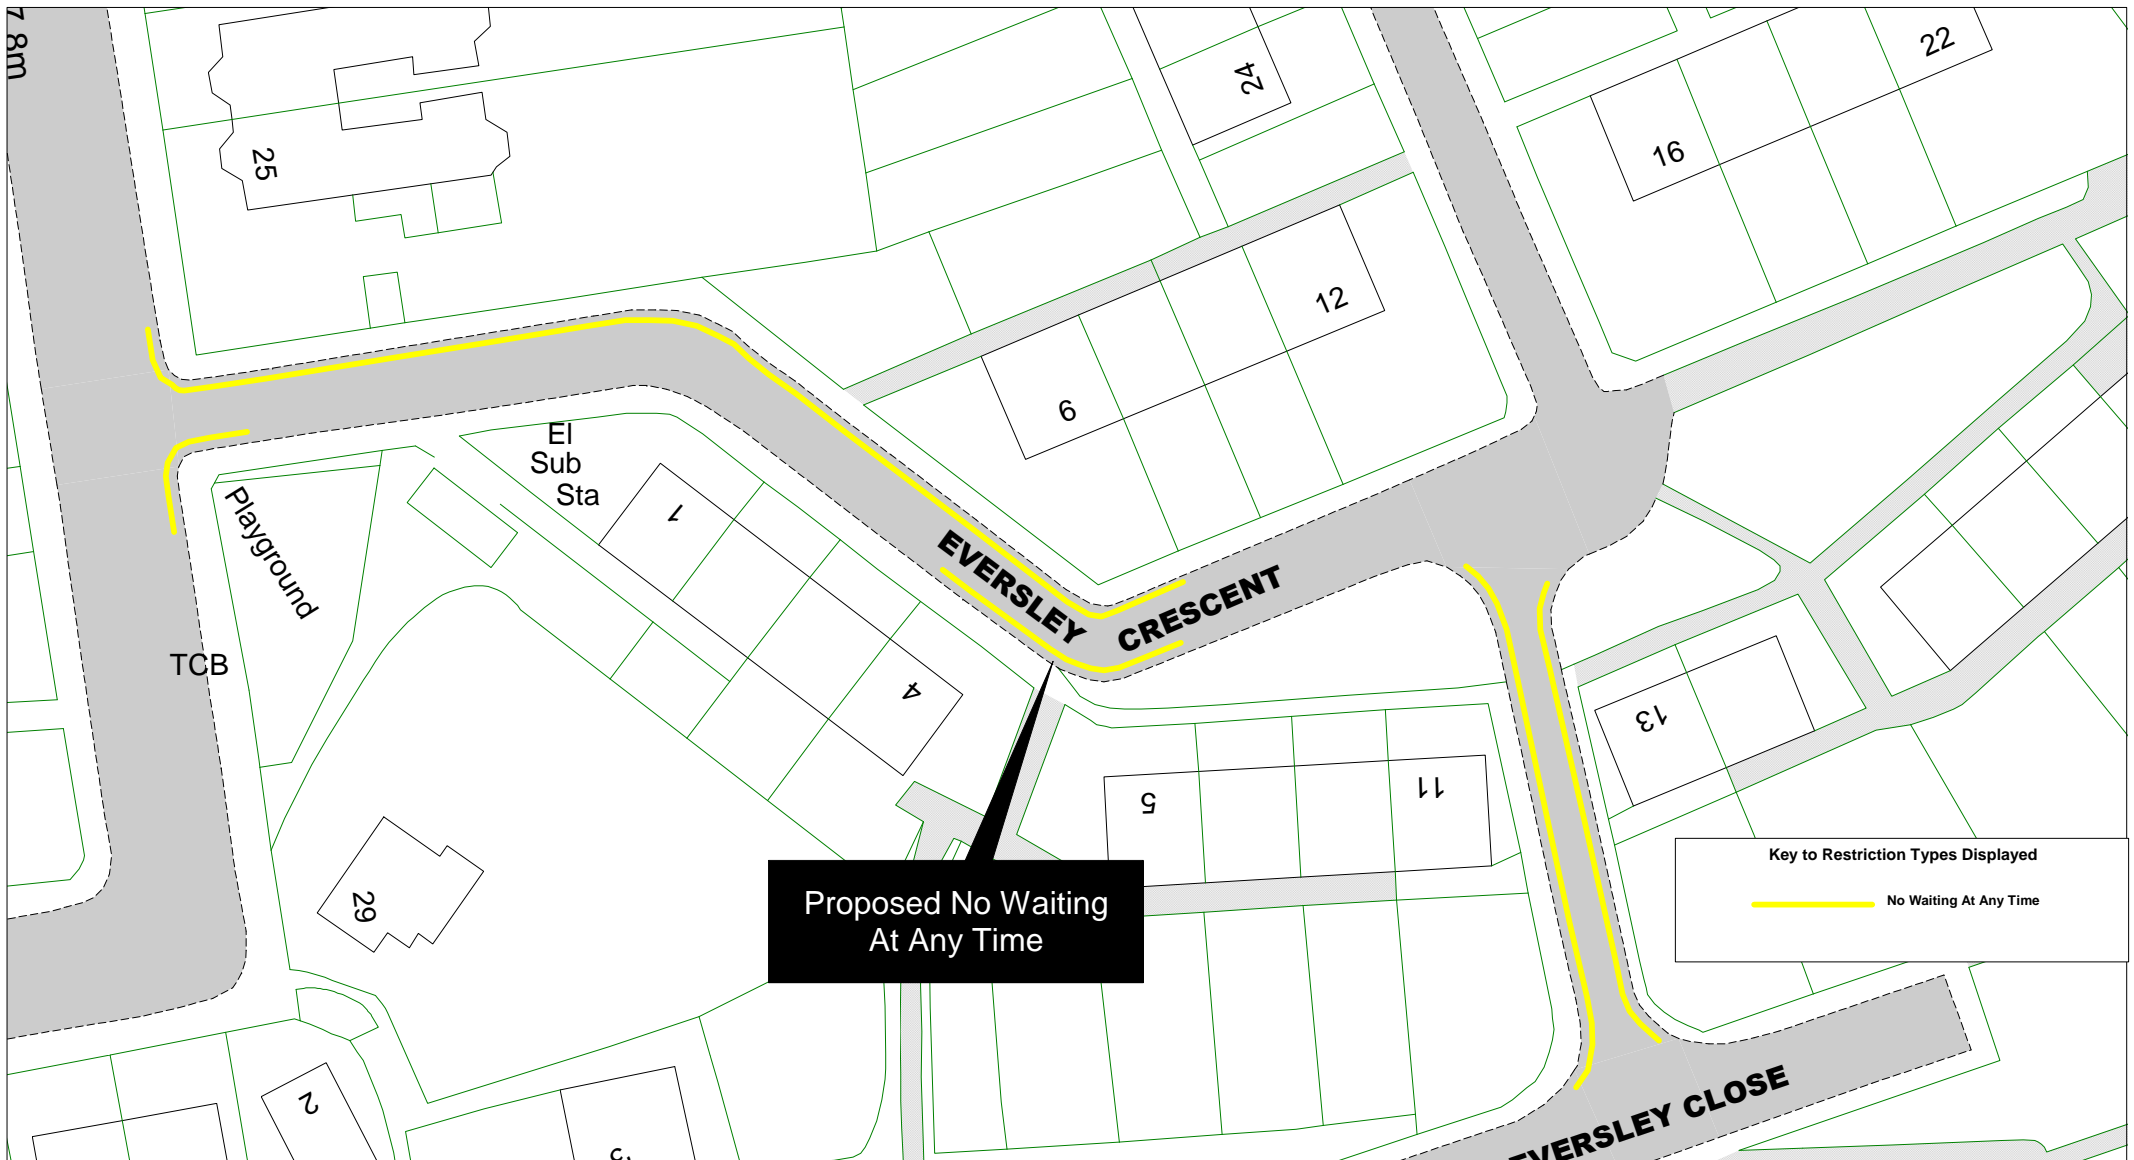 7 8m
25
24
22
16
12
6
El
Sub
Sta
1
Playground
EVERSLEY
CRESCENT
TCB
4
13
5
11
Key to Restriction Types Displayed
No Waiting At Any Time
29
Proposed No Waiting
At Any Time
2
EVERSLEY CLOSE